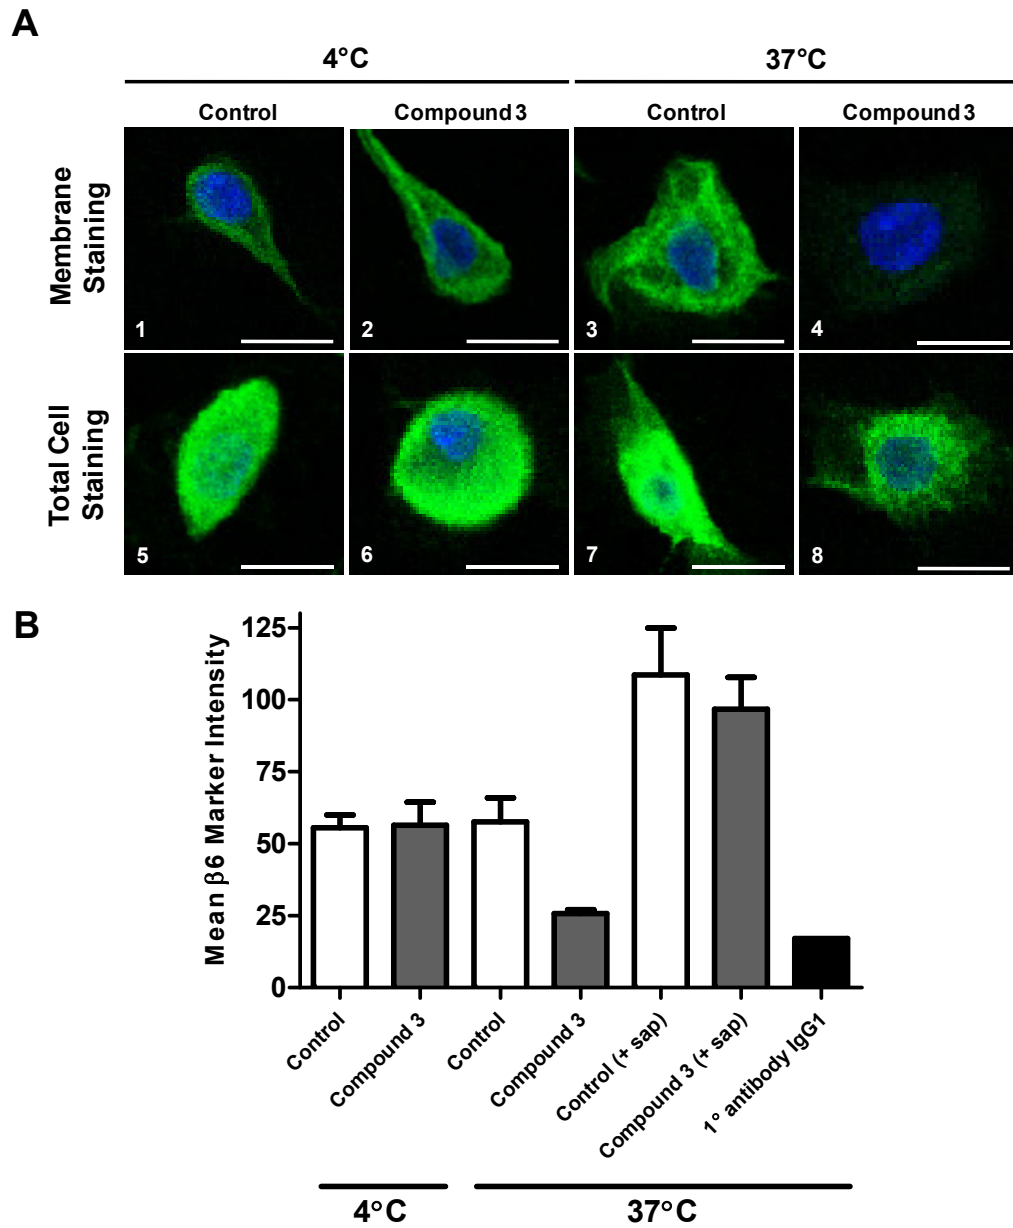 A
4°C 37°C
Control Compound 3 Control Compound 3
Membrane
Staining
1 2 3 4
Total Cell
Staining
5 6 7 8
B
Mean β6 Marker Intensity
125
100
75
50
25
0
Control
Compound 3
Control
Compound 3
Control (+ sap)
Compound 3 (+ sap)
1° antibody IgG1
4°C 37°C